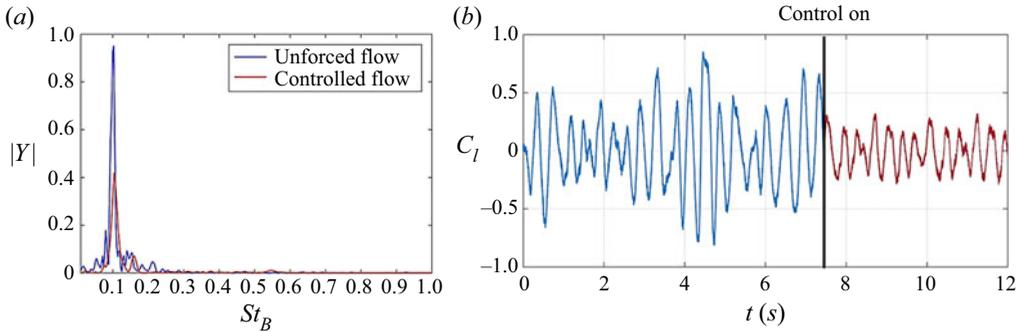 (a)
1.0
0.8
0.6
0.4
0.2
0
|Y|
Unforced flow
Controlled flow
0.1 0.2 0.3 0.4 0.5 0.6 0.7 0.8 0.9 1.0
St_B
(b)
Control on
1.0
0.5
0
–0.5
–1.0
C_l
0 2 4 6 8 10 12
t (s)